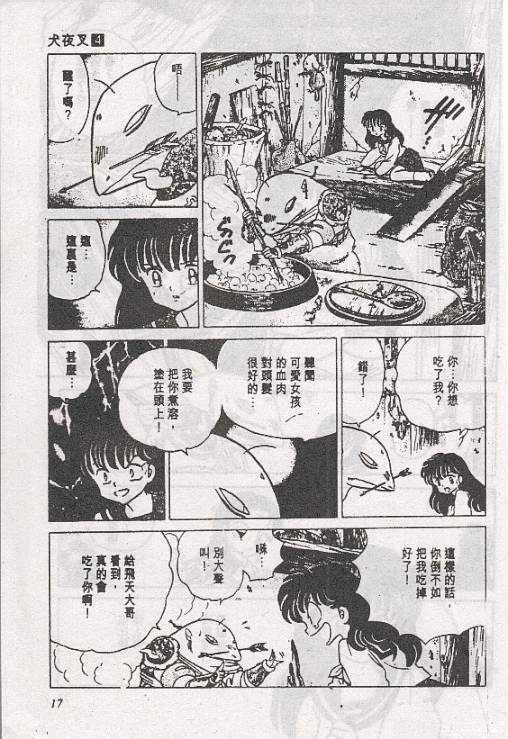 犬夜叉 4
唔……
醒了嗎？
這…
這裏是…
你…你想
吃了我？
錯了！
聽聞
可愛女孩
的血肉
對頭髮
很好的…
我要
把你煮溶，
塗在頭上！
甚麼…
這樣的話，
你倒不如
把我吃掉
好了！
咻…
別大聲
叫！
給飛天大哥
看到，
真的會
吃了你啊！
17